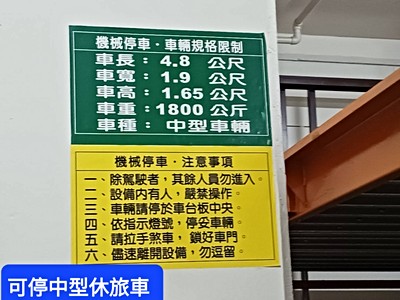 機械停車‧車輛規格限制
車長：4.8 公尺
車寬：1.9 公尺
車高：1.65 公尺
車重：1800 公斤
車種：中型車輛
機械停車‧注意事項
一、除駕駛者，其餘人員勿進入。
二、設備內有人，嚴禁操作。
三、車輛請停於車台板中央。
四、依指示燈號，停妥車輛。
五、請拉手煞車，鎖好車門。
六、儘速離開設備，勿逗留。
可停中型休旅車